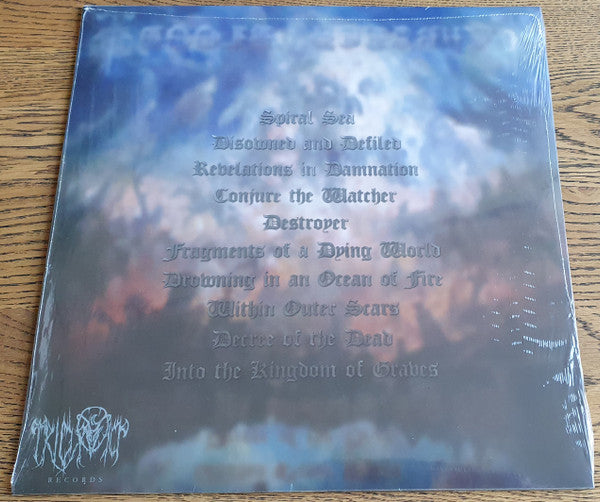 Spiral Sea
Disowned and Defiled
Revelations in Damnation
Conjure the Watcher
Destroyer
Fragments of a Dying World
Drowning in an Ocean of Fire
Within Outer Scars
Decree of the Dead
Into the Kingdom of Graves
RECORDS